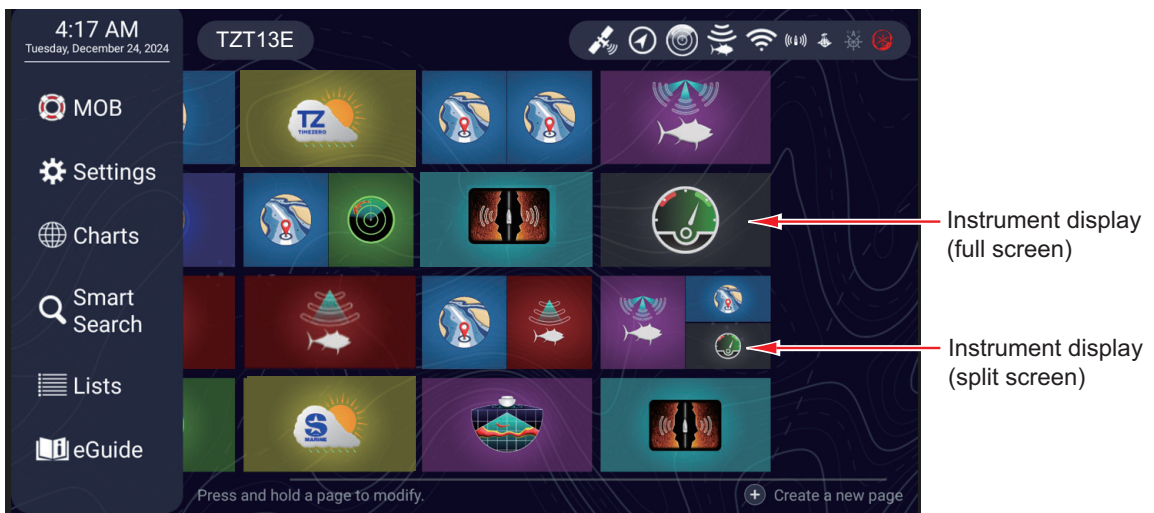 4:17 AM
Tuesday, December 24, 2024
TZT13E
MOB
Settings
Charts
Smart
Search
Lists
eGuide
TZ
TIMEZERO
S
MARINE
Press and hold a page to modify.
Create a new page
Instrument display
(full screen)
Instrument display
(split screen)